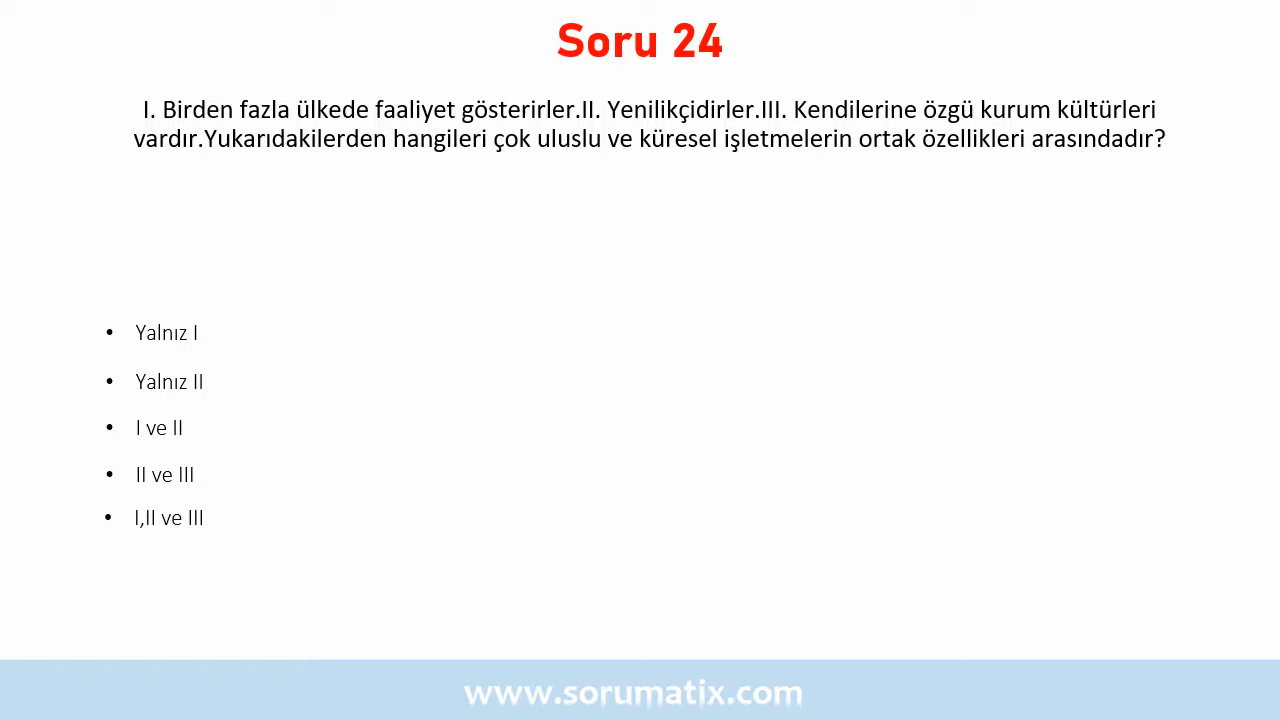 Soru 24
I. Birden fazla ülkede faaliyet gösterirler.II. Yenilikçidirler.III. Kendilerine özgü kurum kültürleri
vardır.Yukarıdakilerden hangileri çok uluslu ve küresel işletmelerin ortak özellikleri arasındadır?
• Yalnız I
• Yalnız II
• I ve II
• II ve III
• I,II ve III
www.sorumatix.com